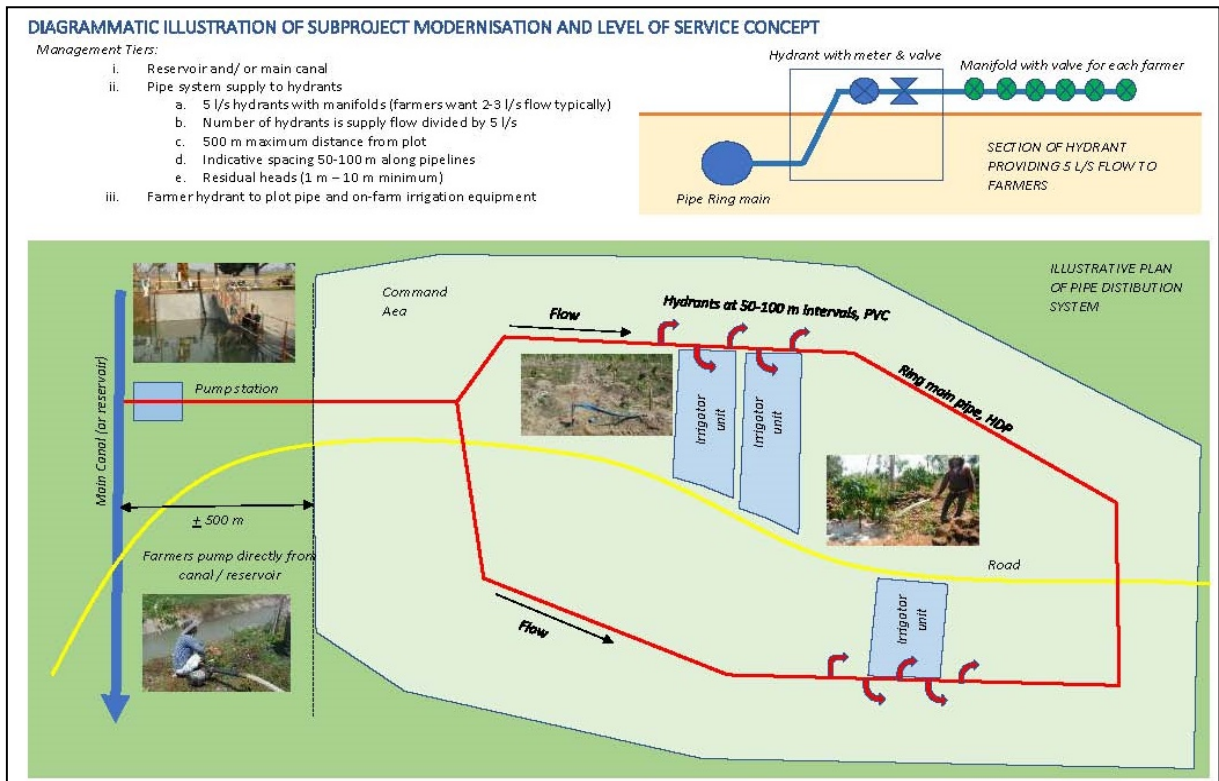 DIAGRAMMATIC ILLUSTRATION OF SUBPROJECT MODERNISATION AND LEVEL OF SERVICE CONCEPT
Management Tiers:
i. Reservoir and/ or main canal
ii. Pipe system supply to hydrants
a. 5 l/s hydrants with manifolds (farmers want 2-3 l/s flow typically)
b. Number of hydrants is supply flow divided by 5 l/s
c. 500 m maximum distance from plot
d. Indicative spacing 50-100 m along pipelines
e. Residual heads (1 m – 10 m minimum)
iii. Farmer hydrant to plot pipe and on-farm irrigation equipment
Hydrant with meter & valve
Manifold with valve for each farmer
SECTION OF HYDRANT
PROVIDING 5 L/S FLOW TO
FARMERS
Pipe Ring main
ILLUSTRATIVE PLAN
OF PIPE DISTIBUTION
SYSTEM
Command
Aea
Hydrants at 50-100 m intervals, PVC
Flow
Main Canal (or reservoir)
Pump station
Irrigator
unit
Irrigator
unit
Ring main pipe, HDP
± 500 m
Farmers pump directly from
canal / reservoir
Road
Irrigator
unit
Flow